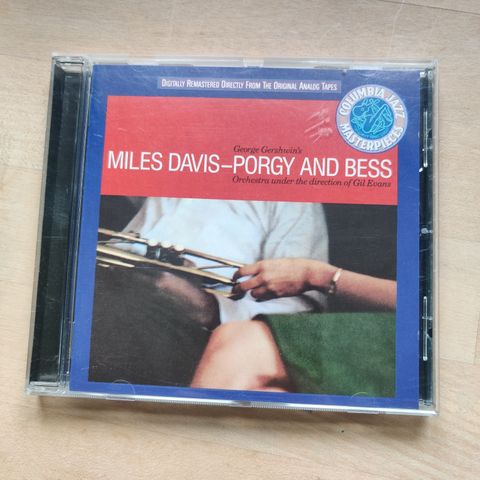 DIGITALLY REMASTERED DIRECTLY FROM THE ORIGINAL ANALOG TAPES
COLUMBIA JAZZ
MASTERPIECES
George Gershwin's
MILES DAVIS–PORGY AND BESS
Orchestra under the direction of Gil Evans